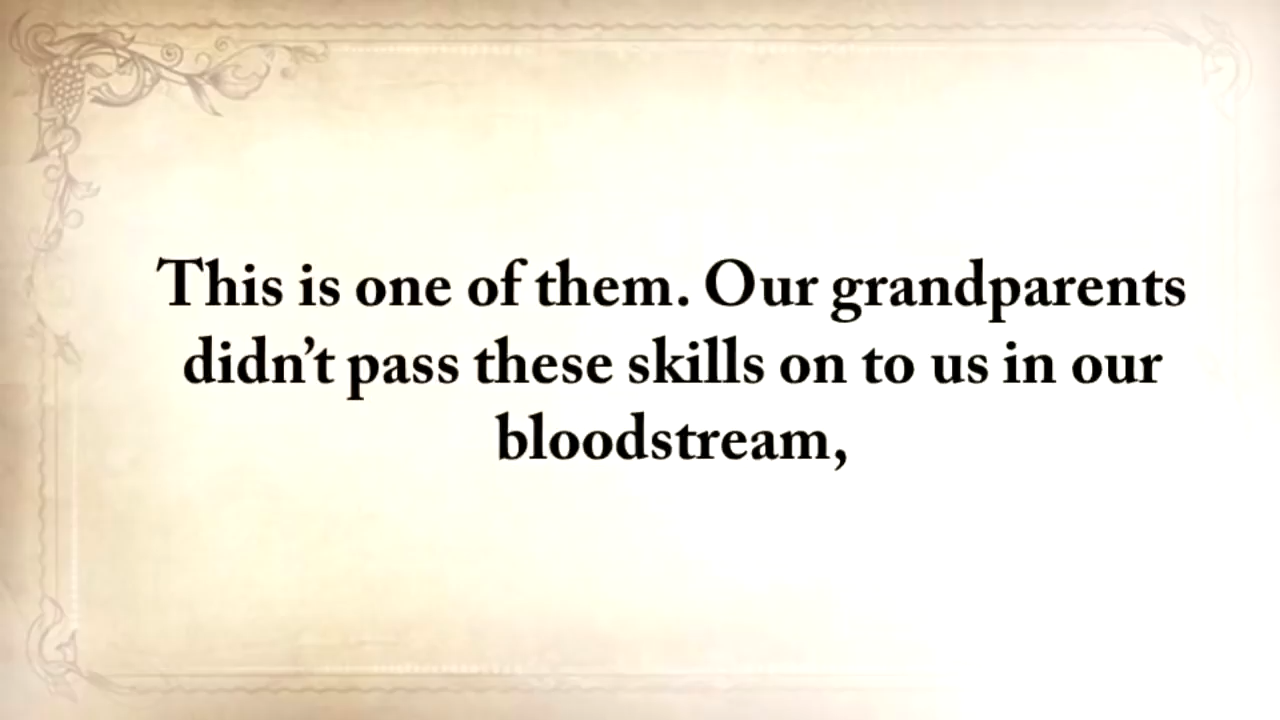 This is one of them. Our grandparents
didn’t pass these skills on to us in our
bloodstream,